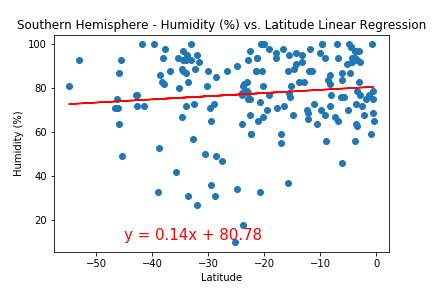 Southern Hemisphere - Humidity (%) vs. Latitude Linear Regression
100
80
60
40
20
Humidity (%)
y = 0.14x + 80.78
−50 −40 −30 −20 −10 0
Latitude